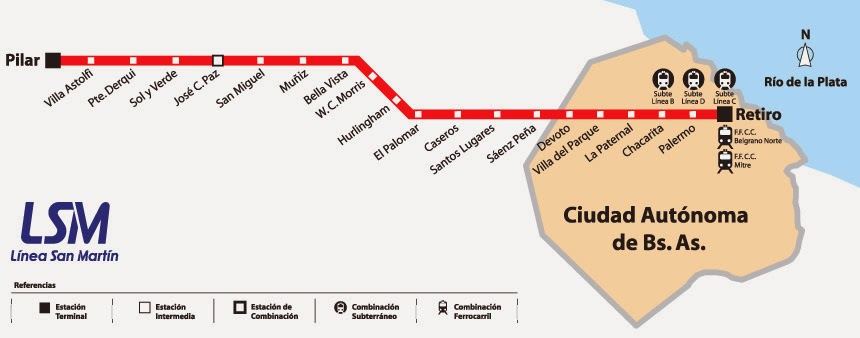 Pilar
Villa Astolfi
Pte. Derqui
Sol y Verde
José C. Paz
San Miguel
Muñiz
Bella Vista
W. C. Morris
Hurlingham
El Palomar
Caseros
Santos Lugares
Sáenz Peña
Devoto
Villa del Parque
La Paternal
Chacarita
Palermo
Retiro
Subte
Línea B
Subte
Línea D
Subte
Línea C
F.F.C.C.
Belgrano Norte
F.F.C.C.
Mitre
N
Río de la Plata
Ciudad Autónoma
de Bs. As.
LSM
Línea San Martín
Referencias
Estación
Terminal
Estación
Intermedia
Estación de
Combinación
Combinación
Subterráneo
Combinación
Ferrocarril